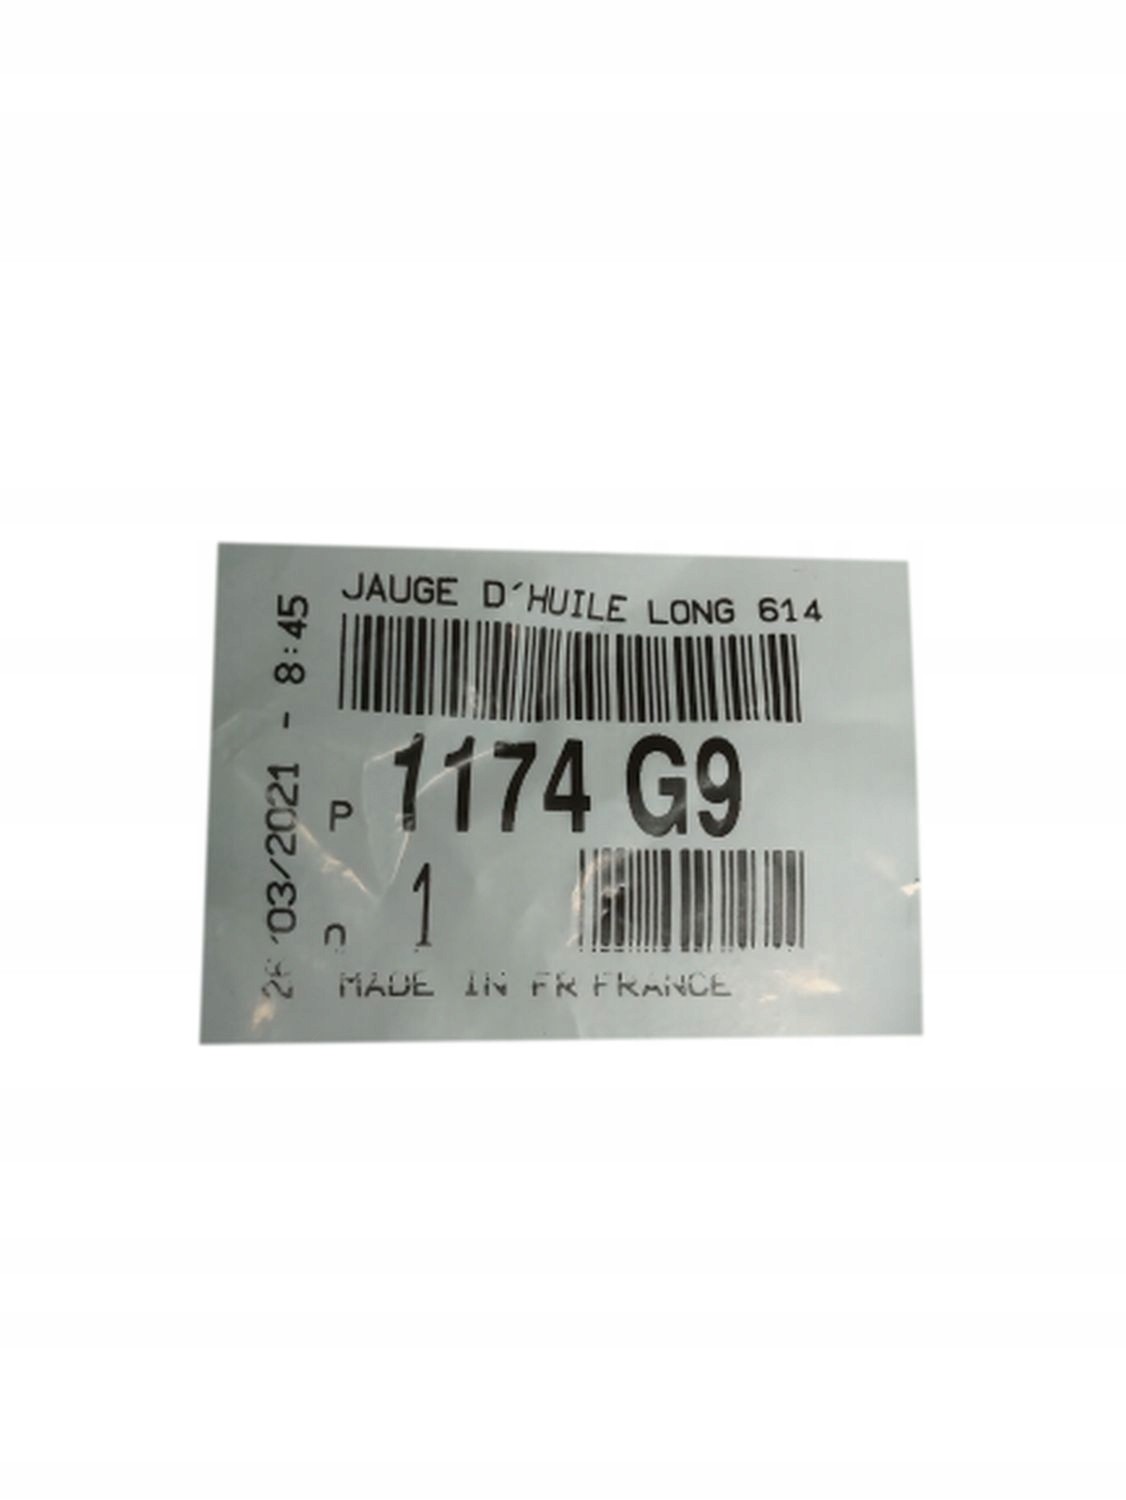 JAUGE D'HUILE LONG 614
P 1174 G9
1
MADE IN FR FRANCE
03/2021 - 8:45